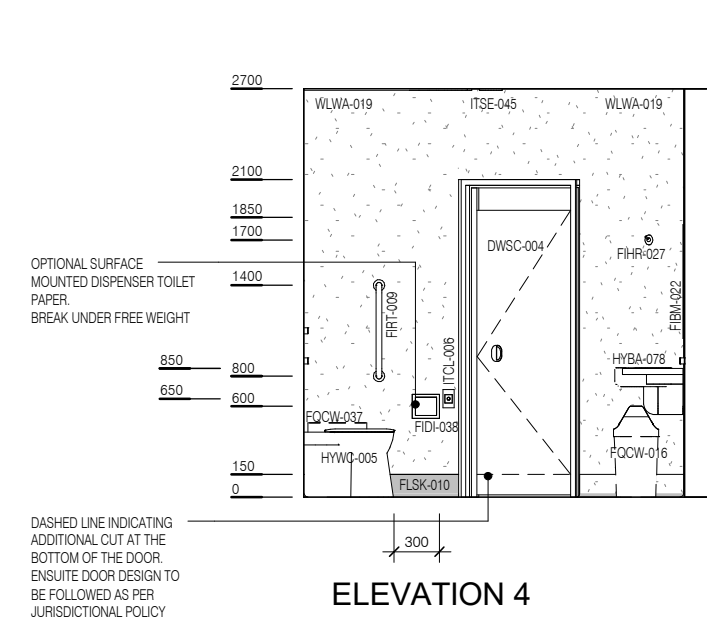 2700
WLWA-019
ITSE-045
WLWA-019
2100
1850
1700
DWSC-004
FIHR-027
OPTIONAL SURFACE
MOUNTED DISPENSER TOILET
PAPER.
BREAK UNDER FREE WEIGHT
1400
FIRT-009
FIBM-022
ITCL-006
850
800
HYBA-078
650
600
FQCW-037
FIDI-038
HYWC-005
FQCW-016
150
FLSK-010
0
DASHED LINE INDICATING
ADDITIONAL CUT AT THE
BOTTOM OF THE DOOR.
ENSUITE DOOR DESIGN TO
BE FOLLOWED AS PER
JURISDICTIONAL POLICY
300
ELEVATION 4